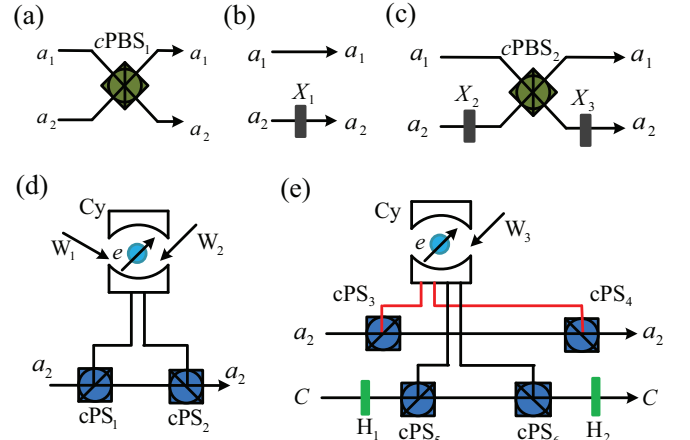 (a)
a₁ cPBS₁ a₁
a₂ a₂
(b)
a₁ a₁
X₁
a₂ a₂
(c)
a₁ cPBS₂ a₁
X₂ X₃
a₂ a₂
(d)
Cy
W₁ e W₂
a₂ a₂
cPS₁ cPS₂
(e)
Cy
e W₃
cPS₃ cPS₄
a₂ a₂
C C
H₁ cPS₅ cPS₆ H₂